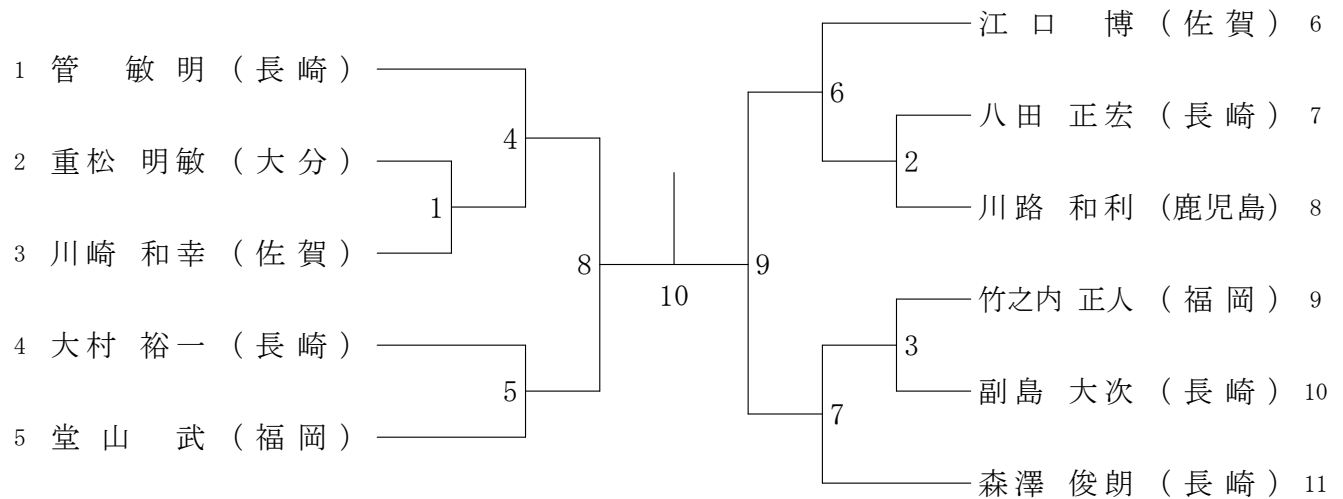 1 管 敏明 (長崎)
2 重松 明敏 (大分)
3 川崎 和幸 (佐賀)
4 大村 裕一 (長崎)
5 堂山 武 (福岡)
4
1
8
5
10
9
6
2
3
7
江口 博 (佐賀) 6
八田 正宏 (長崎) 7
川路 和利 (鹿児島) 8
竹之内 正人 (福岡) 9
副島 大次 (長崎) 10
森澤 俊朗 (長崎) 11